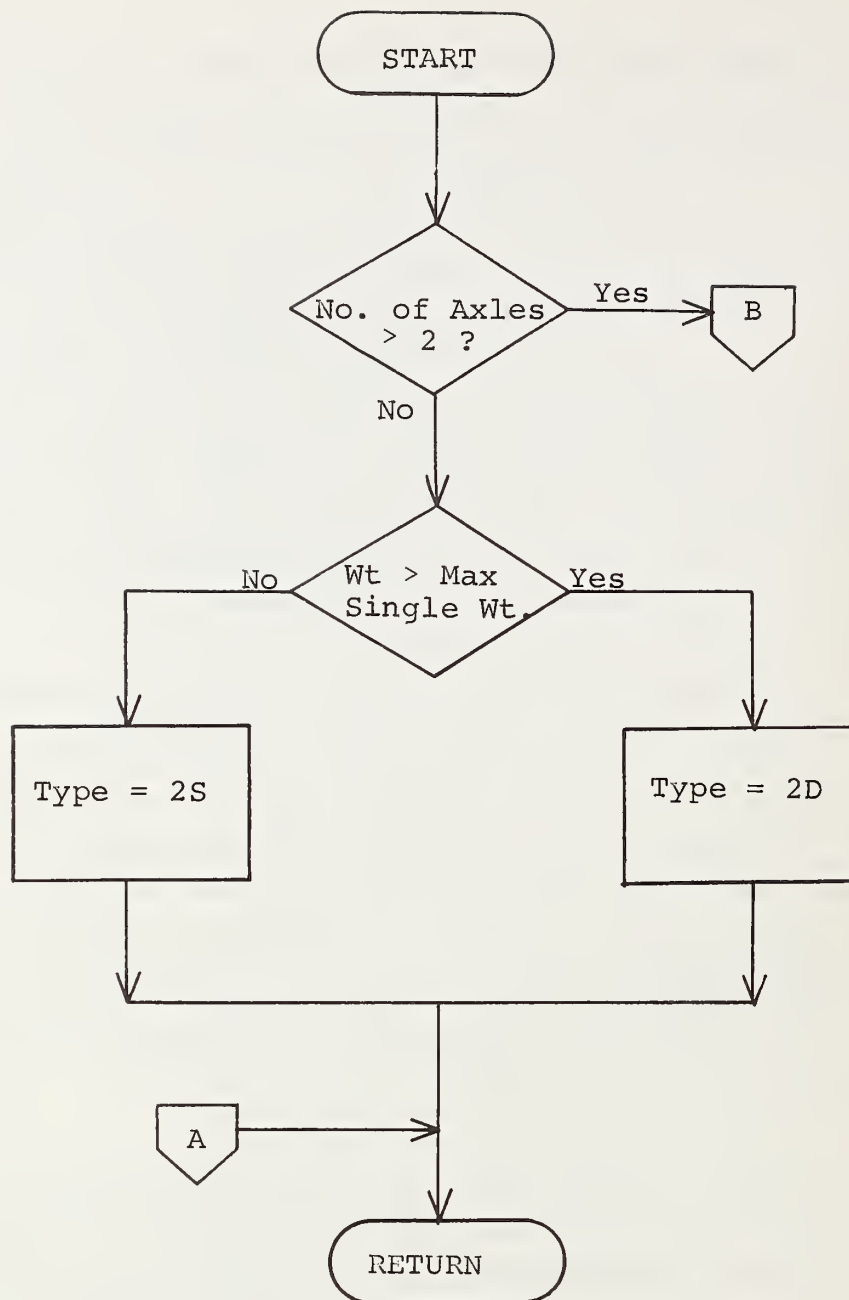 START
No. of Axles
> 2 ?
Yes
B
No
No
Wt > Max
Single Wt.
Yes
Type = 2S
Type = 2D
A
RETURN